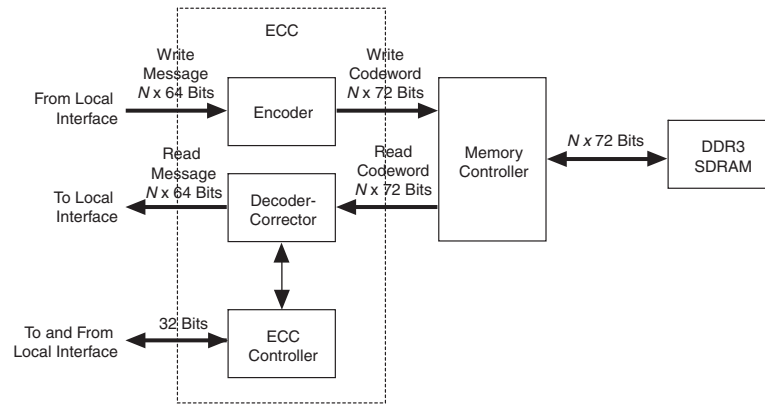 ECC
Write
Message
N x 64 Bits
Write
Codeword
N x 72 Bits
From Local
Interface
Encoder
Read
Message
N x 64 Bits
Read
Codeword
N x 72 Bits
Memory
Controller
N x 72 Bits
DDR3
SDRAM
To Local
Interface
Decoder-
Corrector
To and From
Local Interface
32 Bits
ECC
Controller